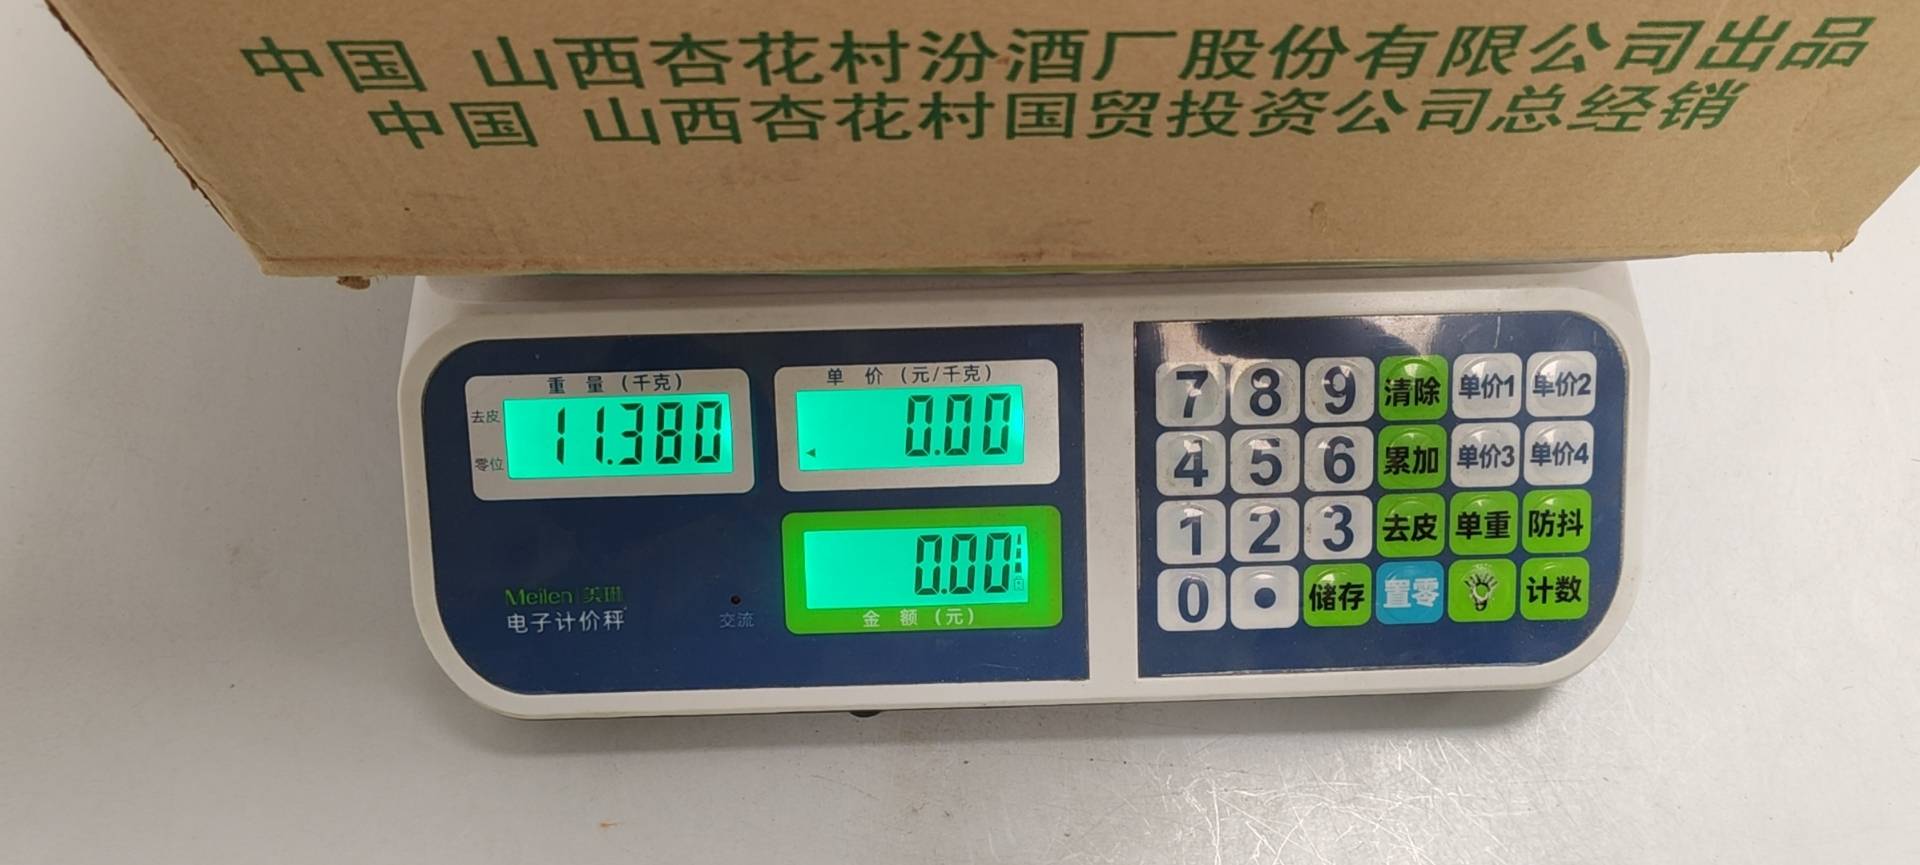 中国 山西杏花村汾酒厂股份有限公司出品
中国 山西杏花村国贸投资公司总经销
重 量 (千克)
去皮
零位
11.380
单 价 (元/千克)
0.00
0.00
金 额 (元)
Meilen 美琳
电子计价秤
交流
7 8 9 清除 单价1 单价2
4 5 6 累加 单价3 单价4
1 2 3 去皮 单重 防抖
0 • 储存 置零 计数